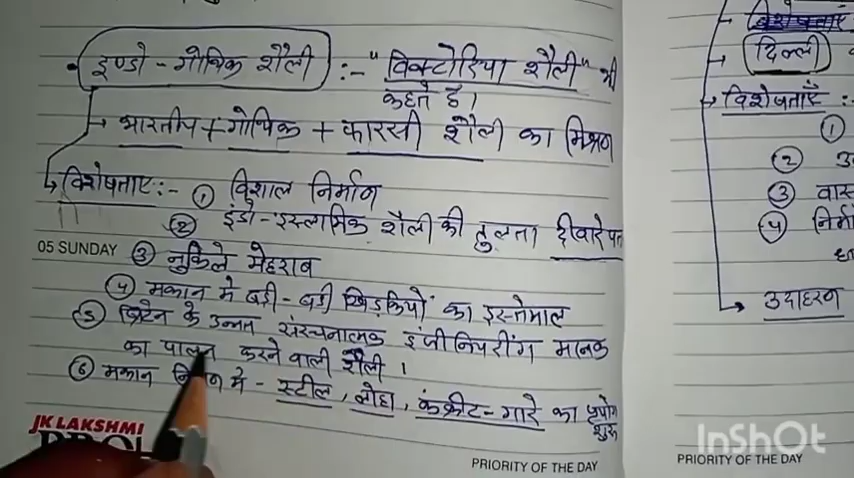 • इण्डो - गोथिक शैली :- "विक्टोरिया शैली" भी
कहते है।
→ भारतीय + गोथिक + फारसी शैली का मिश्रण
→ विशेषताए :- ① विशाल निर्माण
② इंडो-इस्लामिक शैली की तुलना दीवारे
05 SUNDAY ③ नुकिले मेहराब
④ मकान मे बड़ी-बड़ी खिड़कियों का इस्तेमाल
⑤ ब्रिटेन के उन्नत संरचनात्मक इंजीनियरींग मानक
का पालन करने वाली शैली ।
⑥ मकान में - स्टील, लोहा, कंक्रीट-गारे का प्रयोग
शुरू
JK LAKSHMI
PRIORITY OF THE DAY
विशेषताएं
(दिल्ली)
विशेषताएँ :-
①
②
③ वास्
④ निर्मा
उदाहरण
PRIORITY OF THE DAY
InShOt